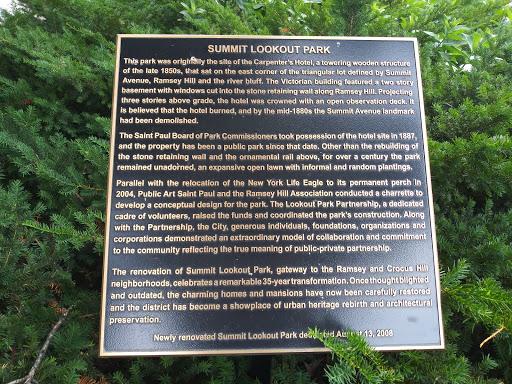 SUMMIT LOOKOUT PARK
This park was originally the site of the Carpenter's Hotel, a towering wooden structure
of the late 1850s, that sat on the east corner of the triangular lot defined by Summit
Avenue, Ramsey Hill and the river bluff. The Victorian building featured a two story
basement with windows cut into the stone retaining wall along Ramsey Hill. Projecting
three stories above grade, the hotel was crowned with an open observation deck. It
is believed that the hotel burned, and by the mid-1880s the Summit Avenue landmark
had been demolished.
The Saint Paul Board of Park Commissioners took possession of the hotel site in 1887,
and the property has been a public park since that date. Other than the rebuilding of
the stone retaining wall and the ornamental rail above, for over a century the park
remained unadorned, an expansive open lawn with informal and random plantings.
Parallel with the relocation of the New York Life Eagle to its permanent perch in
2004, Public Art Saint Paul and the Ramsey Hill Association conducted a charrette to
develop a conceptual design for the park. The Lookout Park Partnership, a dedicated
cadre of volunteers, raised the funds and coordinated the park's construction. Along
with the Partnership, the City, generous individuals, foundations, organizations and
corporations demonstrated an extraordinary model of collaboration and commitment
to the community reflecting the true meaning of public-private partnership.
The renovation of Summit Lookout Park, gateway to the Ramsey and Crocus Hill
neighborhoods, celebrates a remarkable 35-year transformation. Once thought blighted
and outdated, the charming homes and mansions have now been carefully restored
and the district has become a showplace of urban heritage rebirth and architectural
preservation.
Newly renovated Summit Lookout Park dedicated August 13, 2008